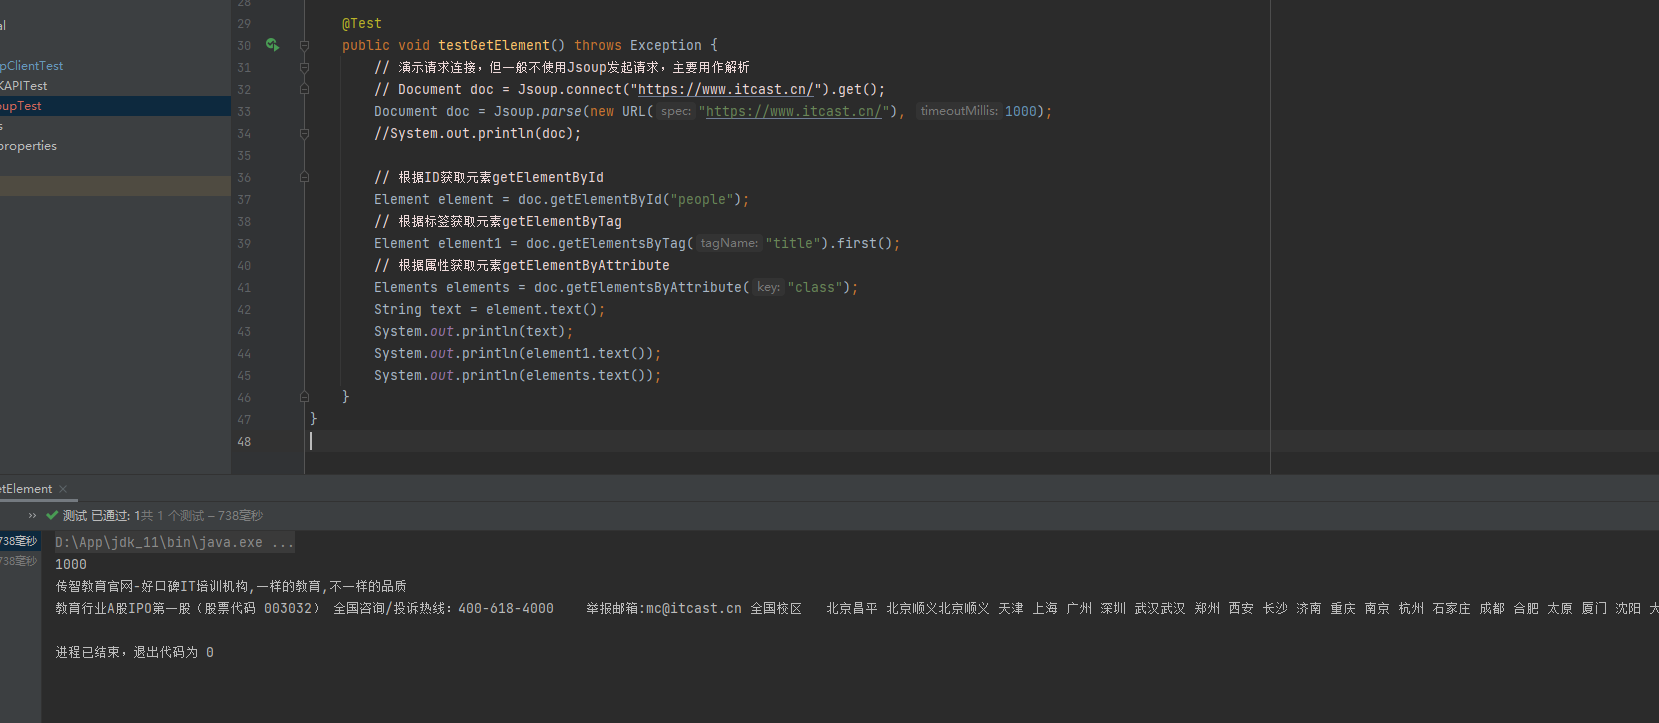 al
pClientTest
KAPITest
oupTest
s
properties
28
29 @Test
30 public void testGetElement() throws Exception {
31 // 演示请求连接，但一般不使用Jsoup发起请求，主要用作解析
32 // Document doc = Jsoup.connect("https://www.itcast.cn/").get();
33 Document doc = Jsoup.parse(new URL( spec: "https://www.itcast.cn/"), timeoutMillis: 1000);
34 //System.out.println(doc);
35
36 // 根据ID获取元素getElementById
37 Element element = doc.getElementById("people");
38 // 根据标签获取元素getElementByTag
39 Element element1 = doc.getElementsByTag( tagName: "title").first();
40 // 根据属性获取元素getElementByAttribute
41 Elements elements = doc.getElementsByAttribute( key: "class");
42 String text = element.text();
43 System.out.println(text);
44 System.out.println(element1.text());
45 System.out.println(elements.text());
46 }
47 }
48
etElement ×
» 测试 已通过: 1共 1 个测试 – 738毫秒
738毫秒 D:\App\jdk_11\bin\java.exe ...
738毫秒 1000
传智教育官网-好口碑IT培训机构,一样的教育,不一样的品质
教育行业A股IPO第一股（股票代码 003032） 全国咨询/投诉热线：400-618-4000 举报邮箱:mc@itcast.cn 全国校区 北京昌平 北京顺义北京顺义 天津 上海 广州 深圳 武汉武汉 郑州 西安 长沙 济南 重庆 南京 杭州 石家庄 成都 合肥 太原 厦门 沈阳 大
进程已结束，退出代码为 0